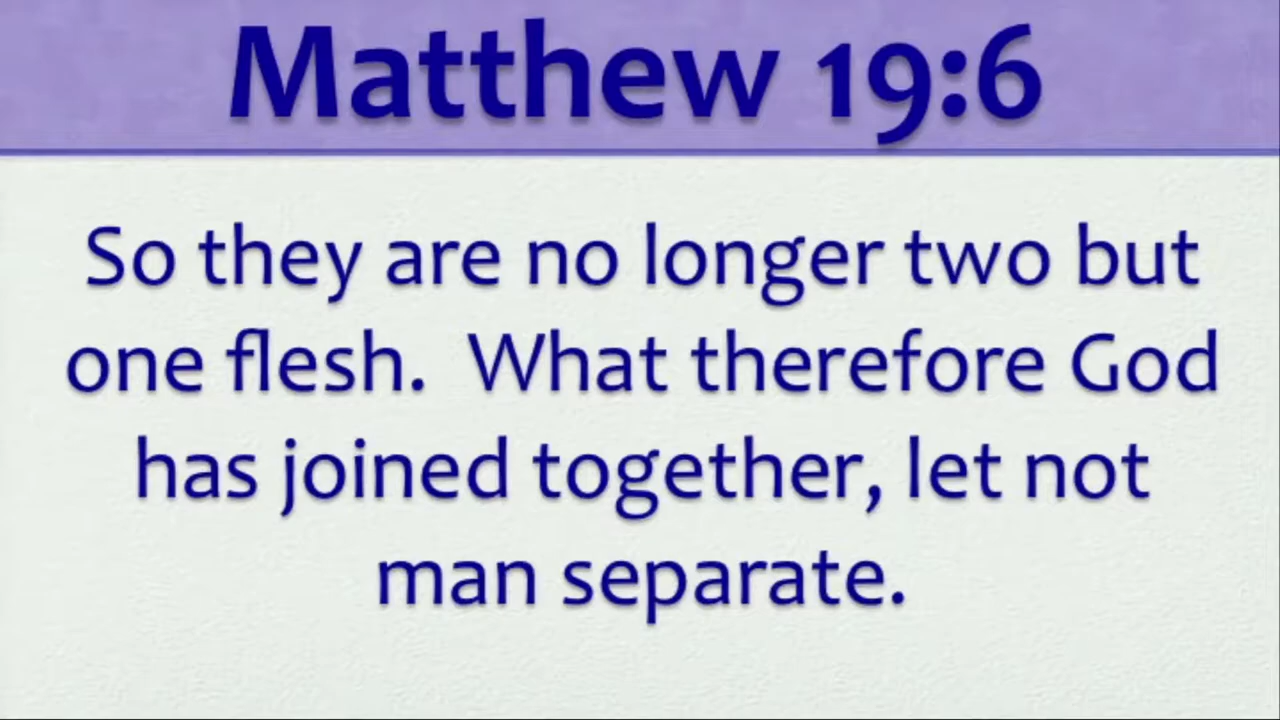 Matthew 19:6
So they are no longer two but
one flesh.  What therefore God
has joined together, let not
man separate.